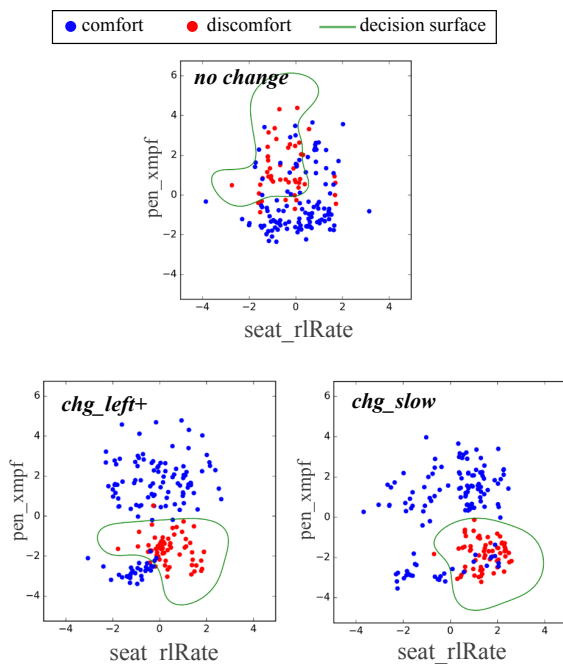 comfort discomfort decision surface
no change
6
4
2
0
−2
−4
pen_xmpf
−4 −2 0 2 4
seat_rlRate
chg_left+
6
4
2
0
−2
−4
pen_xmpf
−4 −2 0 2 4
seat_rlRate
chg_slow
6
4
2
0
−2
−4
pen_xmpf
−4 −2 0 2 4
seat_rlRate